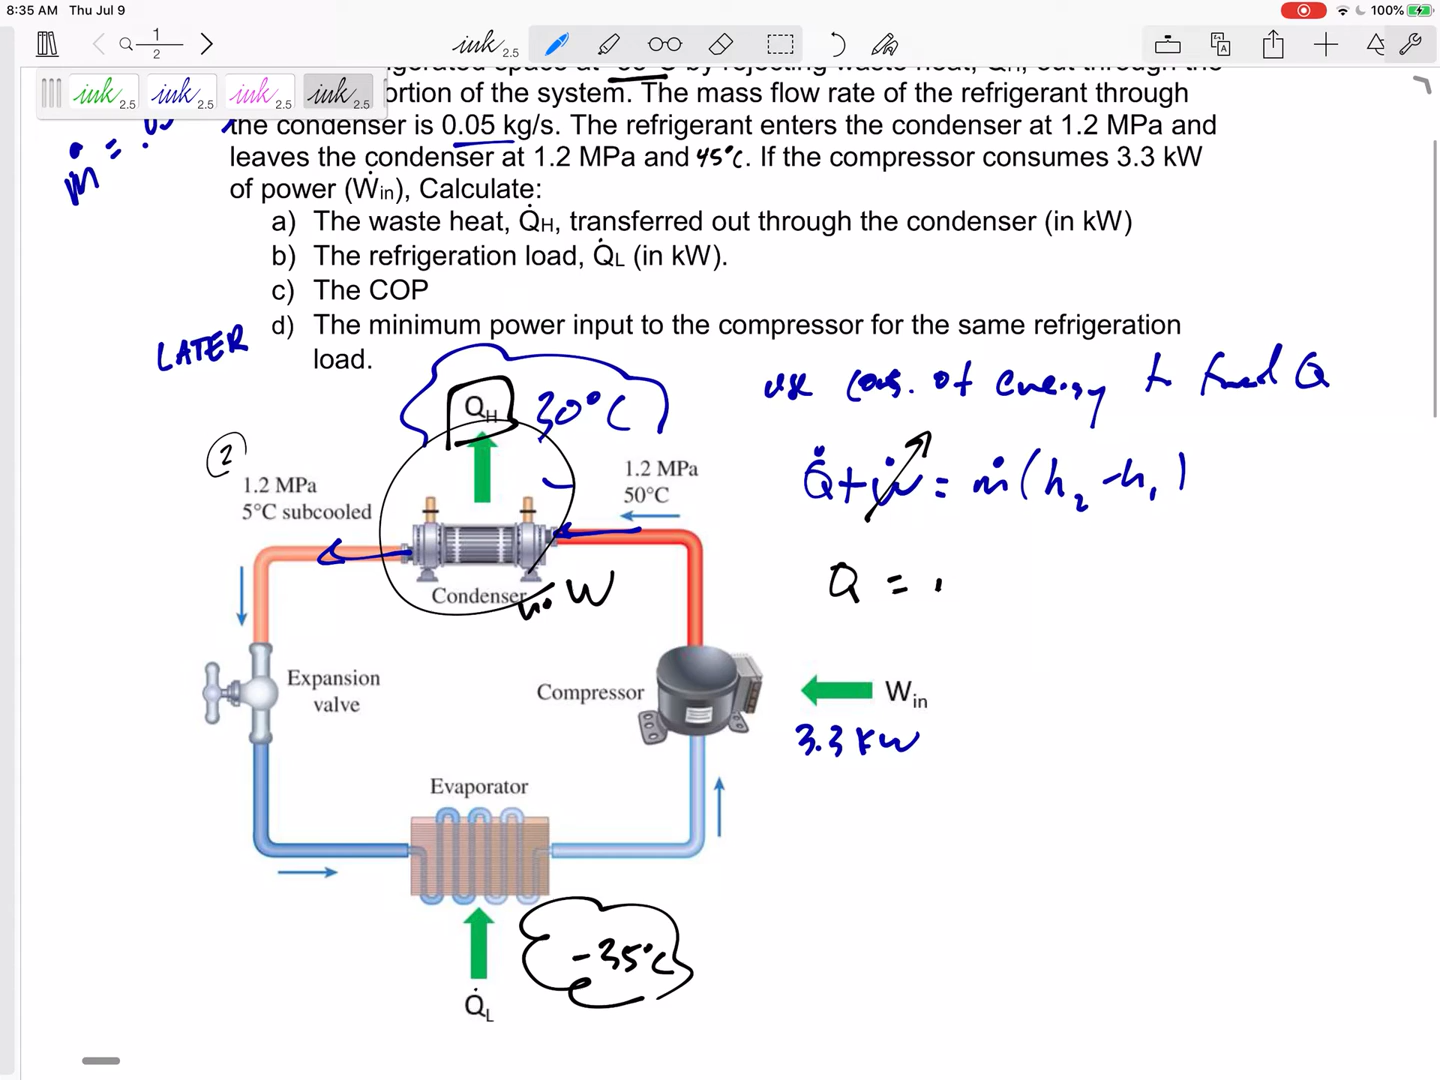 8:35 AM Thu Jul 9
100%
1
2
ink 2.5
ink 2.5 ink 2.5 ink 2.5 ink 2.5
ortion of the system. The mass flow rate of the refrigerant through
the condenser is 0.05 kg/s. The refrigerant enters the condenser at 1.2 MPa and
leaves the condenser at 1.2 MPa and 45°C. If the compressor consumes 3.3 kW
of power (Ẇin), Calculate:
a) The waste heat, Q̇H, transferred out through the condenser (in kW)
b) The refrigeration load, Q̇L (in kW).
c) The COP
d) The minimum power input to the compressor for the same refrigeration
load.
ṁ =
LATER
use cons. of energy to find Q
Q̇ + ẇ = ṁ(h₂ - h₁)
Q =
QH
30°C
2
1.2 MPa
5°C subcooled
1.2 MPa
50°C
Condenser
no W
Expansion
valve
Compressor
Win
3.3 kW
Evaporator
-35°C
Q̇L